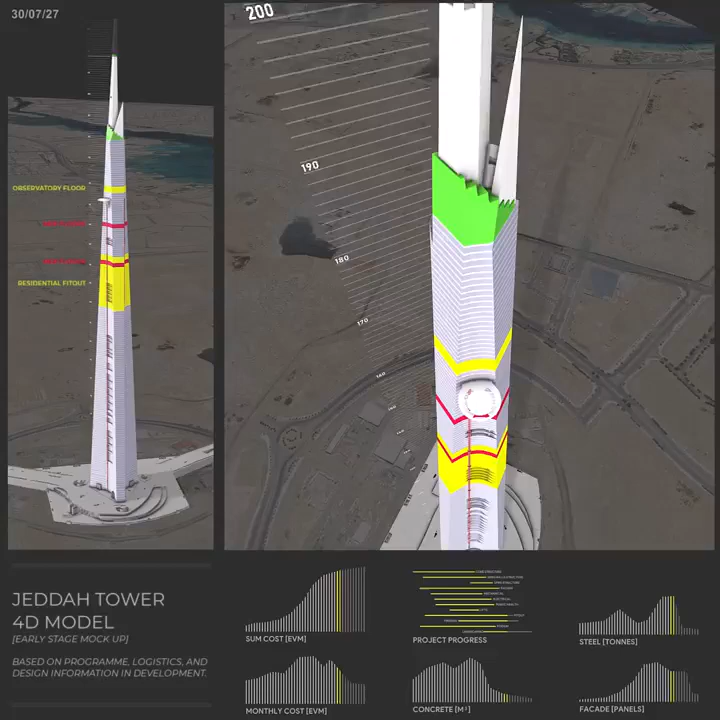 30/07/27
200
190
180
170
160
OBSERVATORY FLOOR
RESIDENTIAL FITOUT
JEDDAH TOWER
4D MODEL
[EARLY STAGE MOCK UP]
BASED ON PROGRAMME, LOGISTICS, AND
DESIGN INFORMATION IN DEVELOPMENT.
SUM COST [EVM]
PROJECT PROGRESS
STEEL [TONNES]
MONTHLY COST [EVM]
CONCRETE [M³]
FACADE [PANELS]